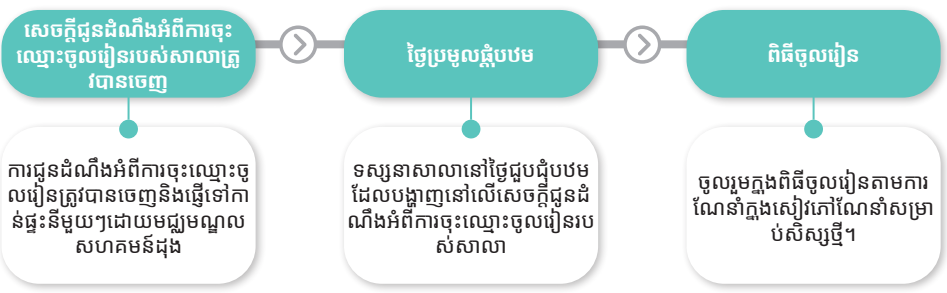 សេចក្តីជូនដំណឹងអំពីការចុះ
ឈ្មោះចូលរៀនរបស់សាលាត្រូ
វបានចេញ
ថ្ងៃប្រមូលផ្តុំបឋម
ពិធីចូលរៀន
ការជូនដំណឹងអំពីការចុះឈ្មោះចូ
លរៀនត្រូវបានចេញនិងផ្ញើទៅកា
ន់ផ្ទះនីមួយៗដោយមជ្ឈមណ្ឌល
សហគមន៍ដុង
ទស្សនាសាលានៅថ្ងៃជួបជុំបឋម
ដែលបង្ហាញនៅលើសេចក្តីជូនដំ
ណឹងអំពីការចុះឈ្មោះចូលរៀនរប
ស់សាលា
ចូលរួមក្នុងពិធីចូលរៀនតាមការ
ណែនាំក្នុងសៀវភៅណែនាំសម្រា
ប់សិស្សថ្មី។